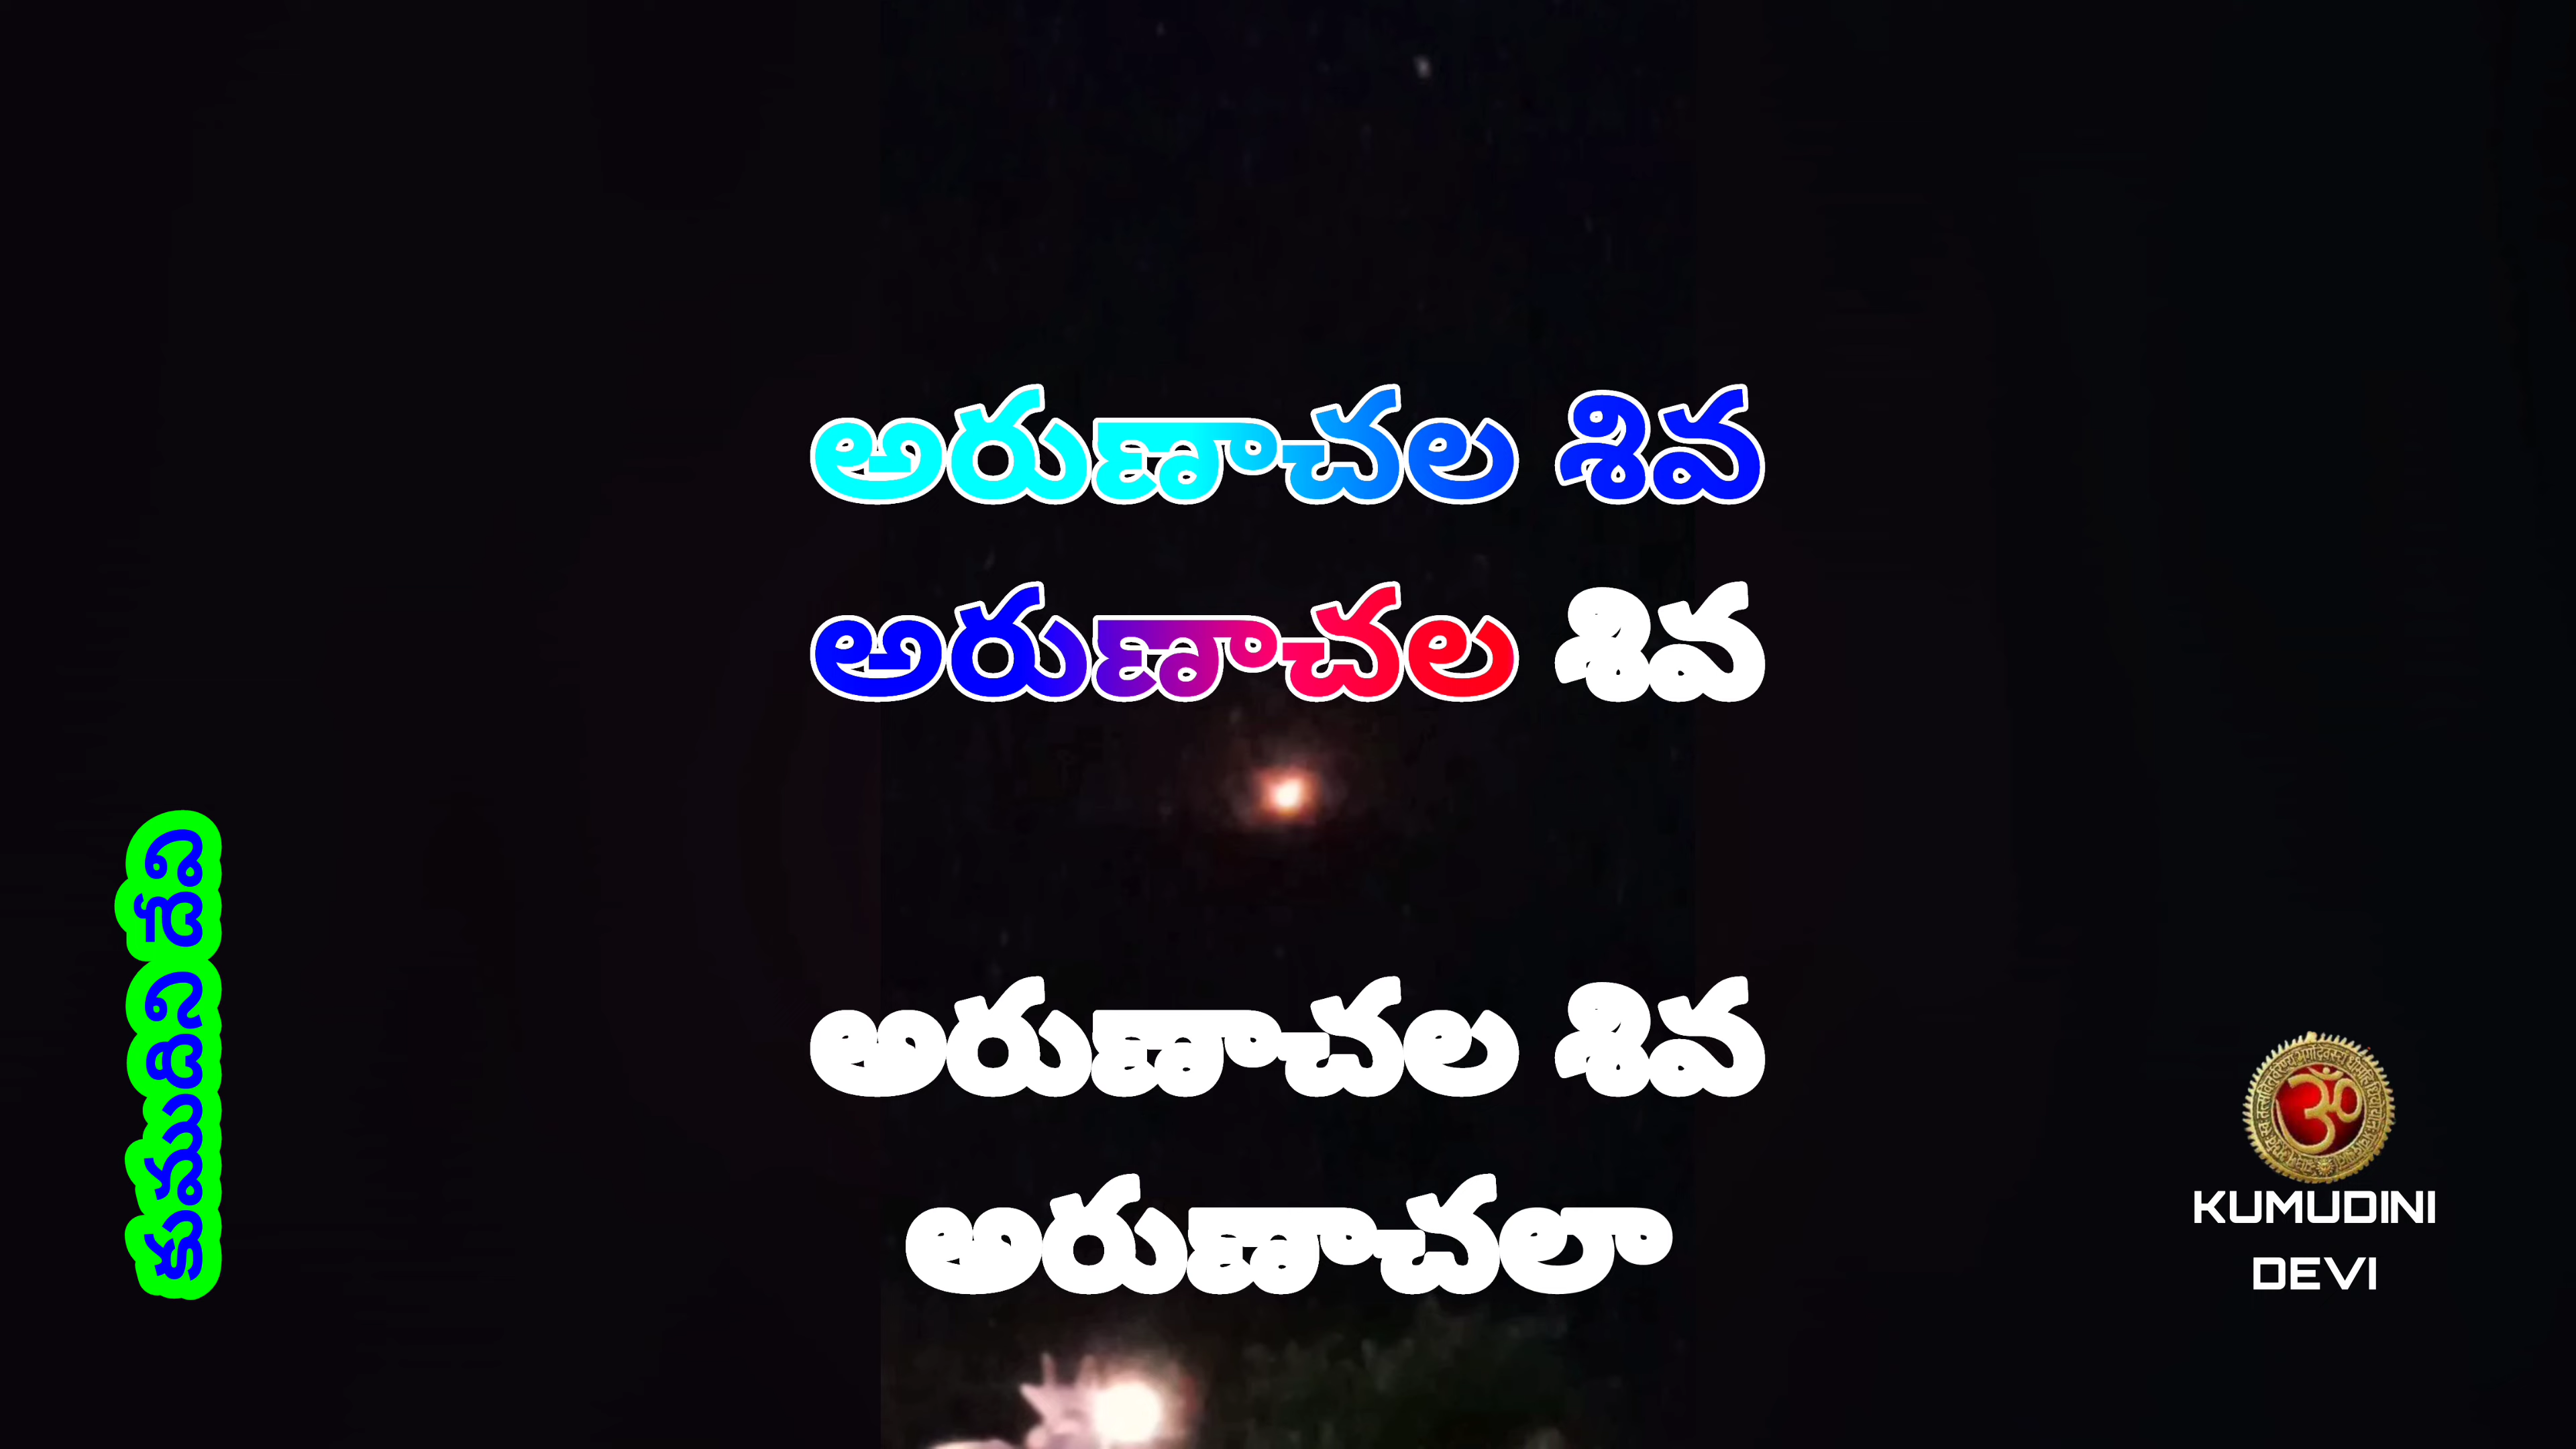 అరుణాచల శివ
అరుణాచల శివ
అరుణాచల శివ
అరుణాచలా
కుముదిని దేవి
ॐ
KUMUDINI
DEVI